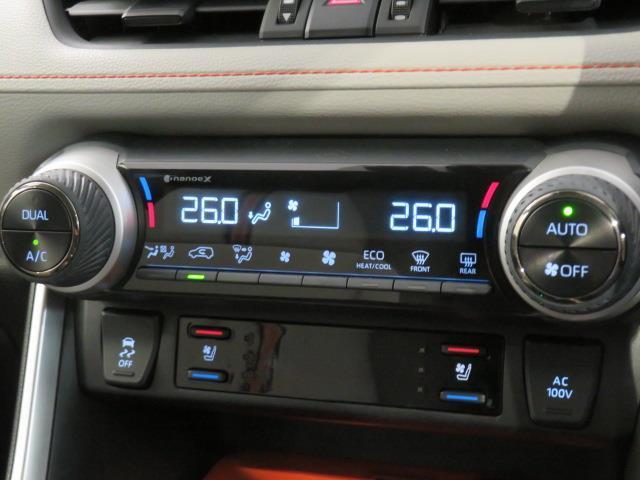 nanoeX
DUAL
A/C
26.0
26.0
AUTO
OFF
ECO
HEAT/COOL
FRONT
REAR
OFF
AC
100V